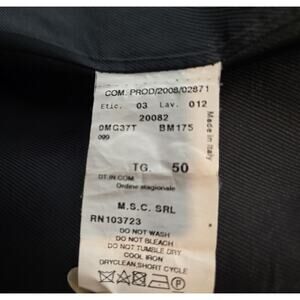 COM. PROD/2008/02871
Etic. 03 Lav. 012
20082
DMG37T BM175
099
Made in Italy
TG. 50
DT.IN.COM.
Ordine stagionale
M.S.C. SRL
RN103723
DO NOT WASH
DO NOT BLEACH
DO NOT TUMBLE DRY
COOL IRON
DRYCLEAN.SHORT CYCLE
P